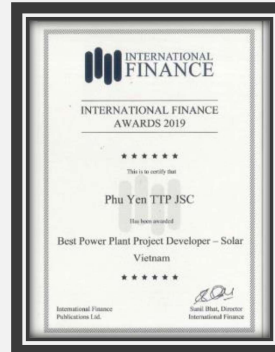 INTERNATIONAL
FINANCE
INTERNATIONAL FINANCE
AWARDS 2019
This is to certify that
Phu Yen TTP JSC
Has been awarded
Best Power Plant Project Developer – Solar
Vietnam
International Finance
Publications Ltd.
Sunil Bhat, Director
International Finance